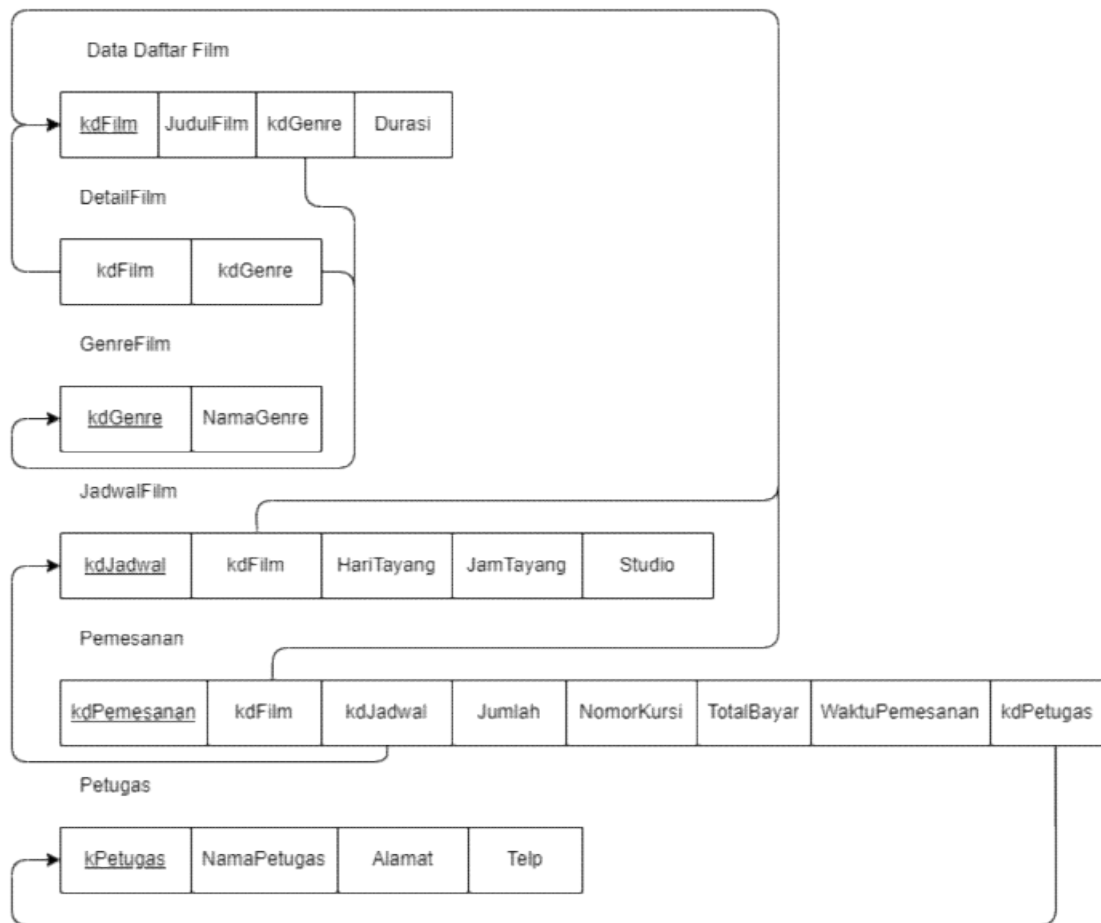 Data Daftar Film
kdFilm JudulFilm kdGenre Durasi
DetailFilm
kdFilm kdGenre
GenreFilm
kdGenre NamaGenre
JadwalFilm
kdJadwal kdFilm HariTayang JamTayang Studio
Pemesanan
kdPemesanan kdFilm kdJadwal Jumlah NomorKursi TotalBayar WaktuPemesanan kdPetugas
Petugas
kPetugas NamaPetugas Alamat Telp